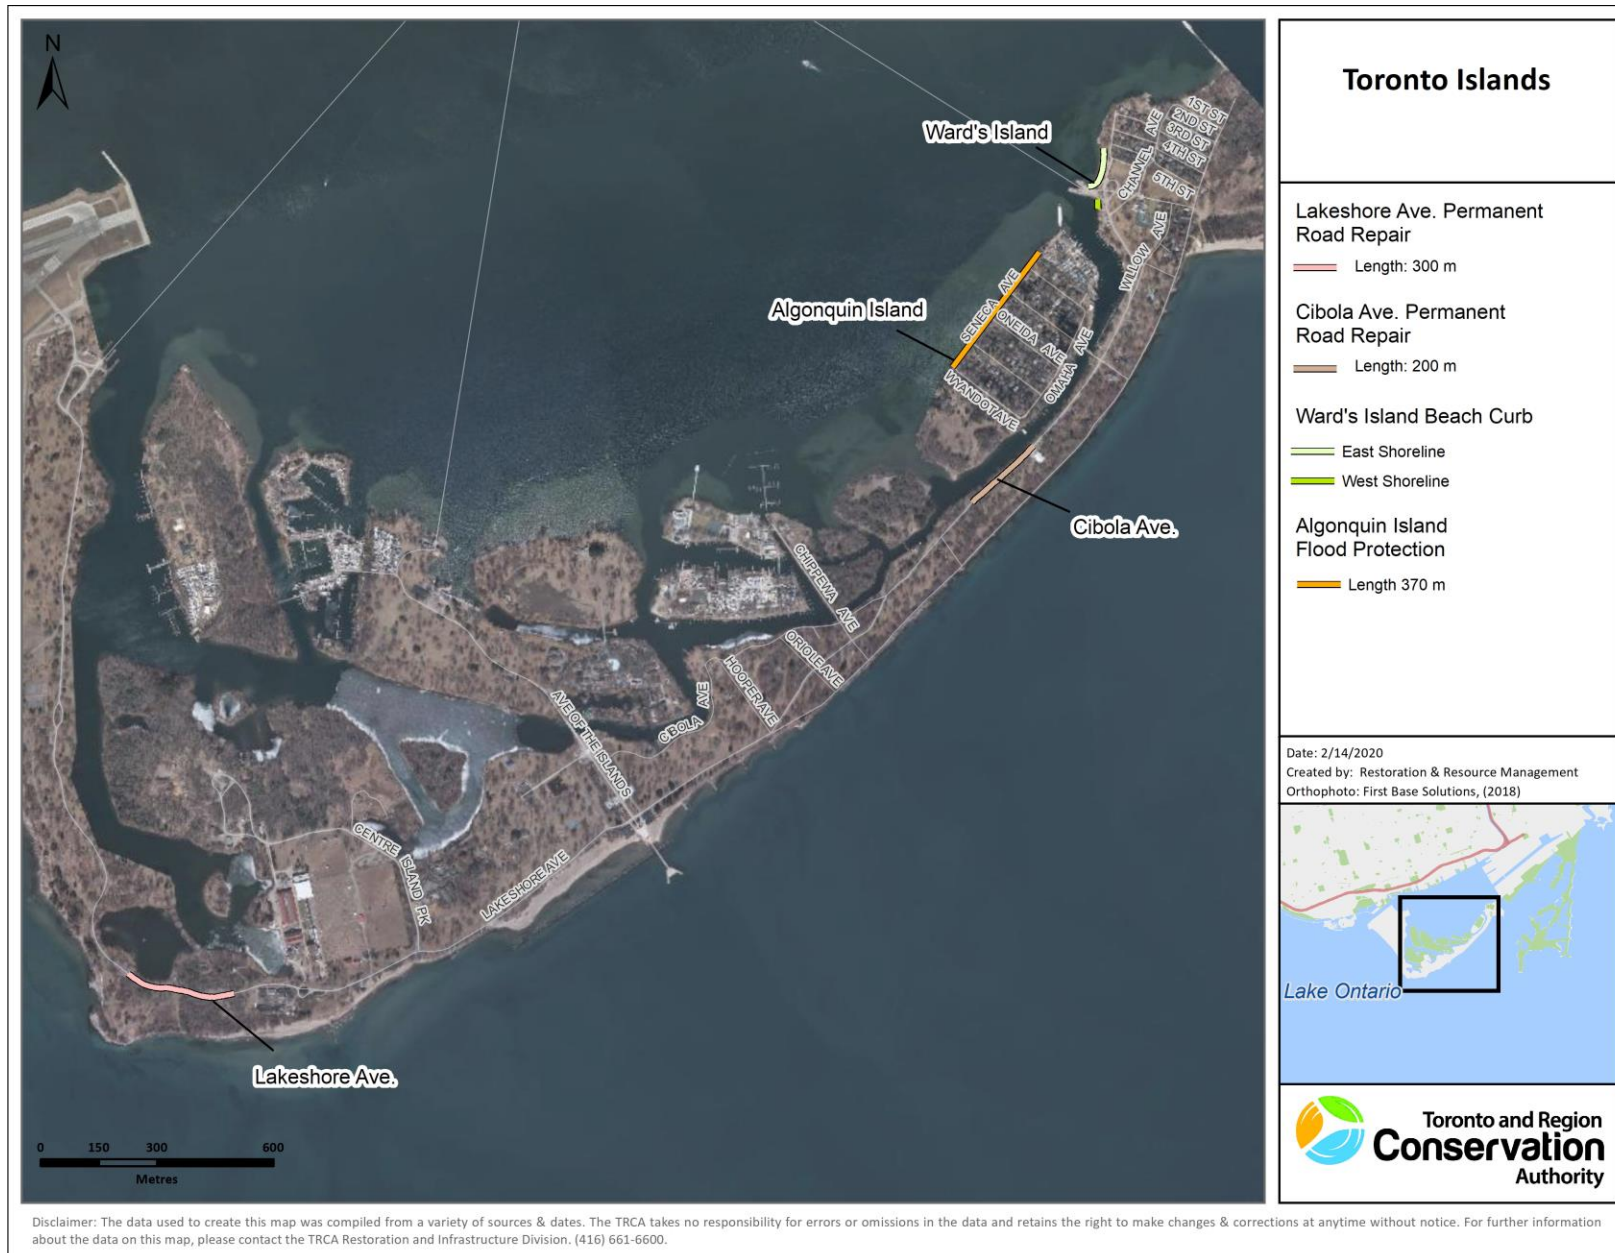 N
Toronto Islands
Ward's Island
1ST ST
2ND ST
3RD ST
4TH ST
5TH ST
CHANNEL AVE
WILLOW AVE
Algonquin Island
SENECA AVE
ONEIDA AVE
OMAHA AVE
WYANDOT AVE
Cibola Ave.
CHIPPEWA AVE
ORIOLE AVE
HOOPER AVE
CIBOLA AVE
AVE OF THE ISLANDS
CENTRE ISLAND PK
LAKESHORE AVE
Lakeshore Ave.
0 150 300 600
Metres
Lakeshore Ave. Permanent
Road Repair
Length: 300 m
Cibola Ave. Permanent
Road Repair
Length: 200 m
Ward's Island Beach Curb
East Shoreline
West Shoreline
Algonquin Island
Flood Protection
Length 370 m
Date: 2/14/2020
Created by: Restoration & Resource Management
Orthophoto: First Base Solutions, (2018)
Lake Ontario
Toronto and Region
Conservation
Authority
Disclaimer: The data used to create this map was compiled from a variety of sources & dates. The TRCA takes no responsibility for errors or omissions in the data and retains the right to make changes & corrections at anytime without notice. For further information
about the data on this map, please contact the TRCA Restoration and Infrastructure Division. (416) 661-6600.